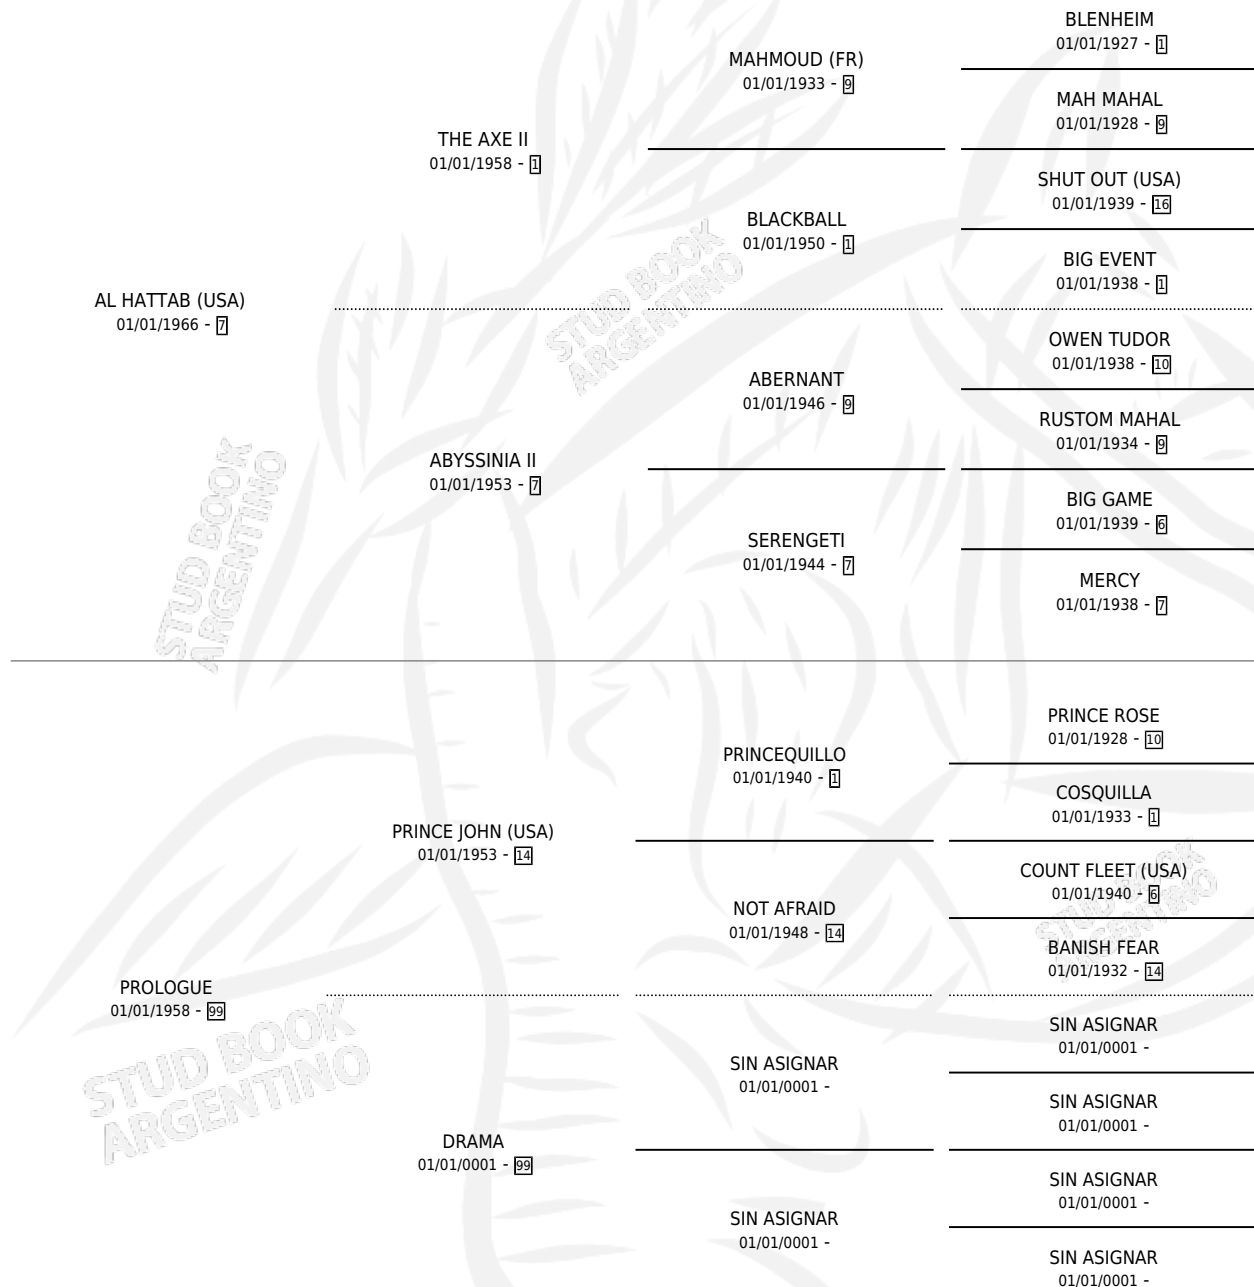 BLENHEIM
01/01/1927 - 1
MAHMOUD (FR)
01/01/1933 - 9
MAH MAHAL
01/01/1928 - 9
THE AXE II
01/01/1958 - 1
SHUT OUT (USA)
01/01/1939 - 16
BLACKBALL
01/01/1950 - 1
BIG EVENT
01/01/1938 - 1
AL HATTAB (USA)
01/01/1966 - 7
OWEN TUDOR
01/01/1938 - 10
ABERNANT
01/01/1946 - 9
RUSTOM MAHAL
01/01/1934 - 9
ABYSSINIA II
01/01/1953 - 7
BIG GAME
01/01/1939 - 6
SERENGETI
01/01/1944 - 7
MERCY
01/01/1938 - 7
STUD BOOK
ARGENTINO
STUD BOOK
ARGENTINO
PRINCE ROSE
01/01/1928 - 10
PRINCEQUILLO
01/01/1940 - 1
COSQUILLA
01/01/1933 - 1
PRINCE JOHN (USA)
01/01/1953 - 14
COUNT FLEET (USA)
01/01/1940 - 6
NOT AFRAID
01/01/1948 - 14
BANISH FEAR
01/01/1932 - 14
STUD BOOK
ARGENTINO
PROLOGUE
01/01/1958 - 99
SIN ASIGNAR
01/01/0001 -
SIN ASIGNAR
01/01/0001 -
SIN ASIGNAR
01/01/0001 -
DRAMA
01/01/0001 - 99
SIN ASIGNAR
01/01/0001 -
SIN ASIGNAR
01/01/0001 -
SIN ASIGNAR
01/01/0001 -
STUD BOOK
ARGENTINO